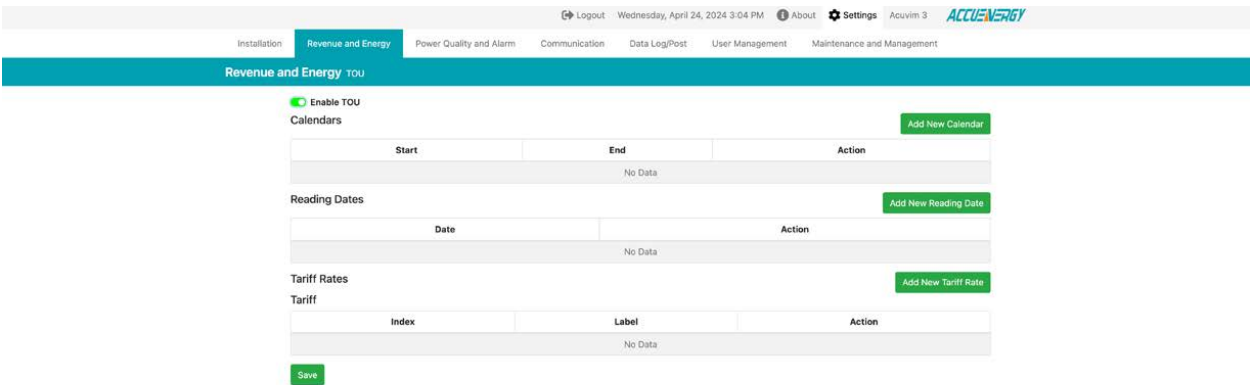 Logout Wednesday, April 24, 2024 3:04 PM About Settings Acuvim 3 ACCUENERGY
Installation Revenue and Energy Power Quality and Alarm Communication Data Log/Post User Management Maintenance and Management
Revenue and Energy TOU
Enable TOU
Calendars Add New Calendar
Start End Action
No Data
Reading Dates Add New Reading Date
Date Action
No Data
Tariff Rates Add New Tariff Rate
Tariff
Index Label Action
No Data
Save